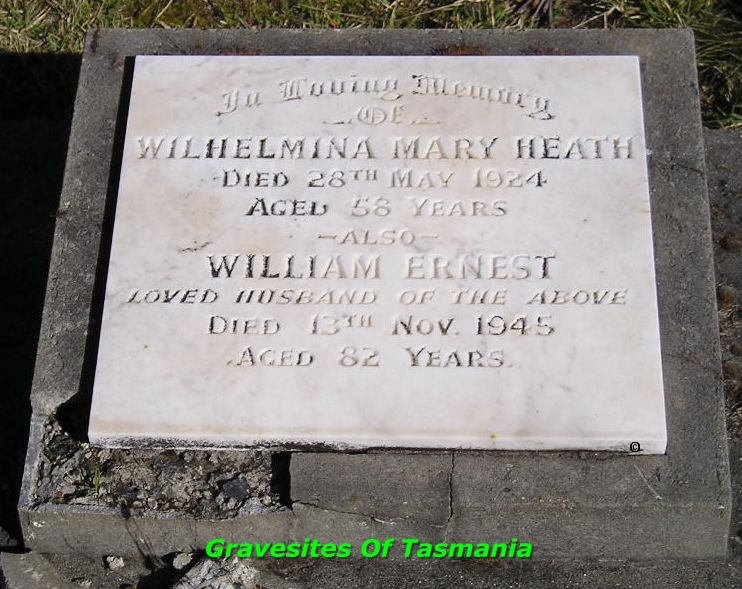 In Loving Memory
OF
WILHELMINA MARY HEATH
DIED 28TH MAY 1924
AGED 58 YEARS
-ALSO-
WILLIAM ERNEST
LOVED HUSBAND OF THE ABOVE
DIED 13TH NOV. 1945
AGED 82 YEARS.
©
Gravesites Of Tasmania